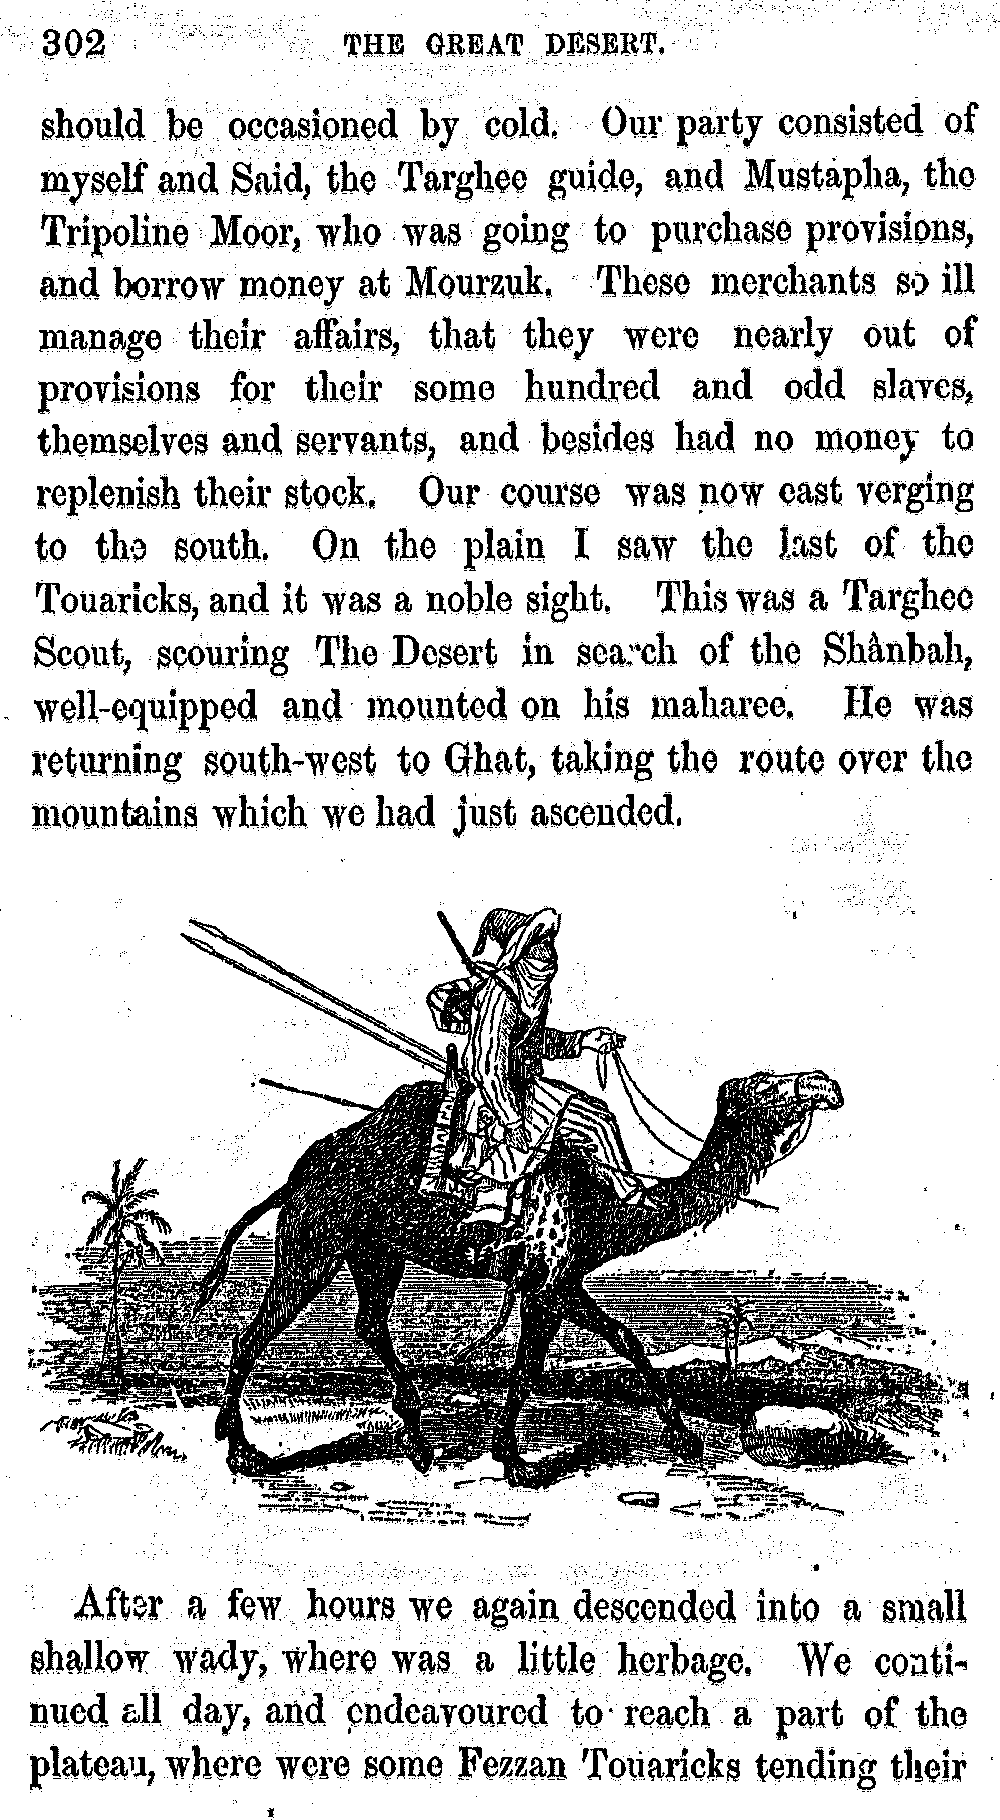 302 THE GREAT DESERT.
should be occasioned by cold. Our party consisted of
myself and Said, the Targhee guide, and Mustapha, the
Tripoline Moor, who was going to purchase provisions,
and borrow money at Mourzuk. These merchants so ill
manage their affairs, that they were nearly out of
provisions for their some hundred and odd slaves,
themselves and servants, and besides had no money to
replenish their stock. Our course was now east verging
to the south. On the plain I saw the last of the
Touaricks, and it was a noble sight. This was a Targhee
Scout, scouring The Desert in search of the Shânbah,
well-equipped and mounted on his maharee. He was
returning south-west to Ghat, taking the route over the
mountains which we had just ascended.
After a few hours we again descended into a small
shallow wady, where was a little herbage. We conti-
nued all day, and endeavoured to reach a part of the
plateau, where were some Fezzan Touaricks tending their